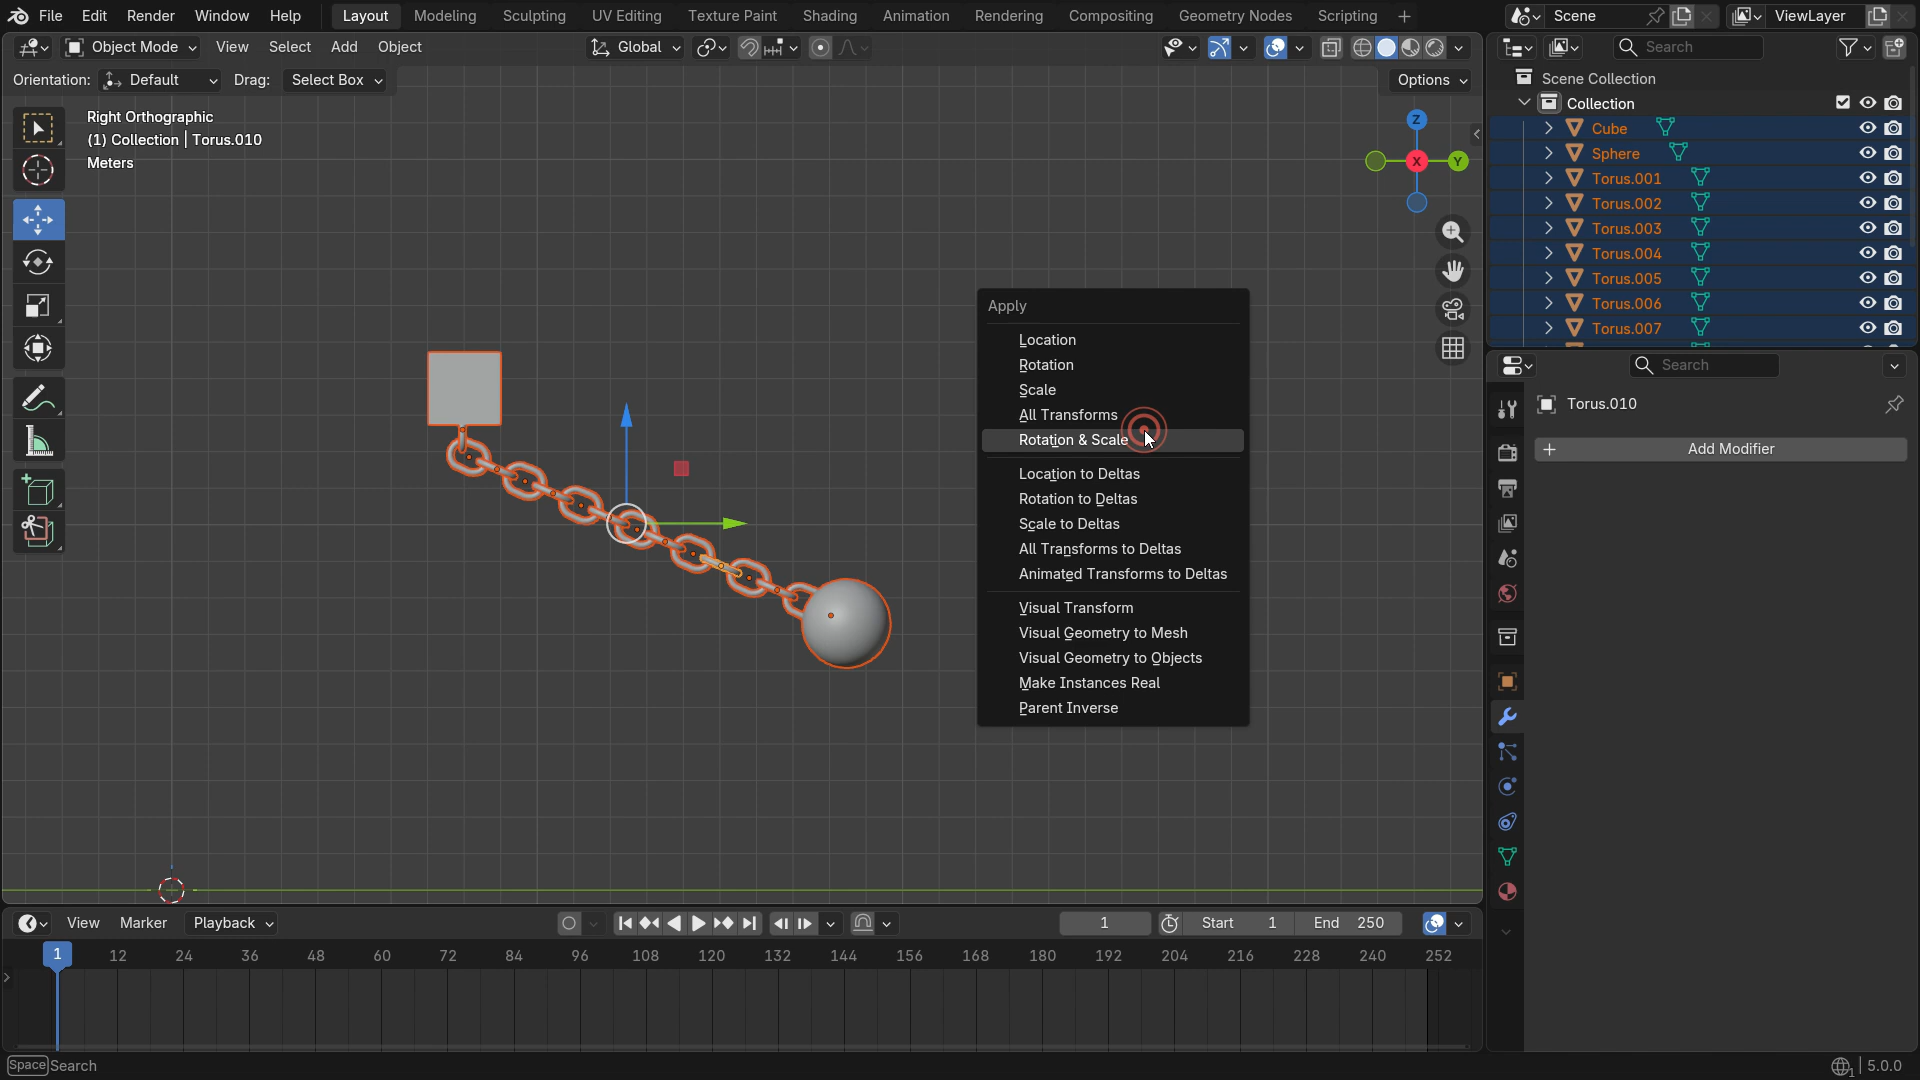 File Edit Render Window Help Layout Modeling Sculpting UV Editing Texture Paint Shading Animation Rendering Compositing Geometry Nodes Scripting Scene ViewLayer
Object Mode View Select Add Object Global Search
Orientation: Default Drag: Select Box Options
Right Orthographic
(1) Collection | Torus.010
Meters
Z
X
Y
Scene Collection
Collection
Cube
Sphere
Torus.001
Torus.002
Torus.003
Torus.004
Torus.005
Torus.006
Torus.007
Apply
Location
Rotation
Scale
All Transforms
Rotation & Scale
Location to Deltas
Rotation to Deltas
Scale to Deltas
All Transforms to Deltas
Animated Transforms to Deltas
Visual Transform
Visual Geometry to Mesh
Visual Geometry to Objects
Make Instances Real
Parent Inverse
Search
Torus.010
Add Modifier
View Marker Playback 1 Start 1 End 250
1 12 24 36 48 60 72 84 96 108 120 132 144 156 168 180 192 204 216 228 240 252
Space Search 5.0.0